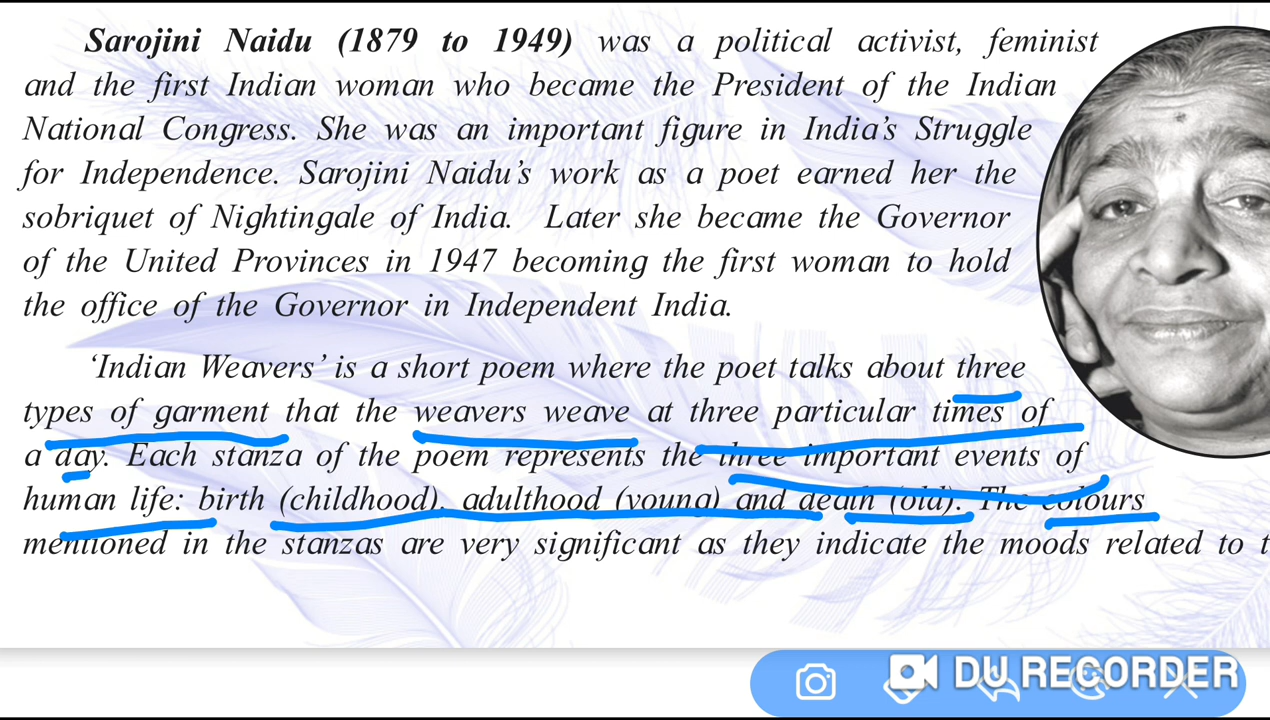 Sarojini Naidu (1879 to 1949) was a political activist, feminist
and the first Indian woman who became the President of the Indian
National Congress. She was an important figure in India's Struggle
for Independence. Sarojini Naidu's work as a poet earned her the
sobriquet of Nightingale of India. Later she became the Governor
of the United Provinces in 1947 becoming the first woman to hold
the office of the Governor in Independent India.
'Indian Weavers' is a short poem where the poet talks about three
types of garment that the weavers weave at three particular times of
a day. Each stanza of the poem represents the three important events of
human life: birth (childhood), adulthood (young) and death (old). The colours
mentioned in the stanzas are very significant as they indicate the moods related to
DU RECORDER